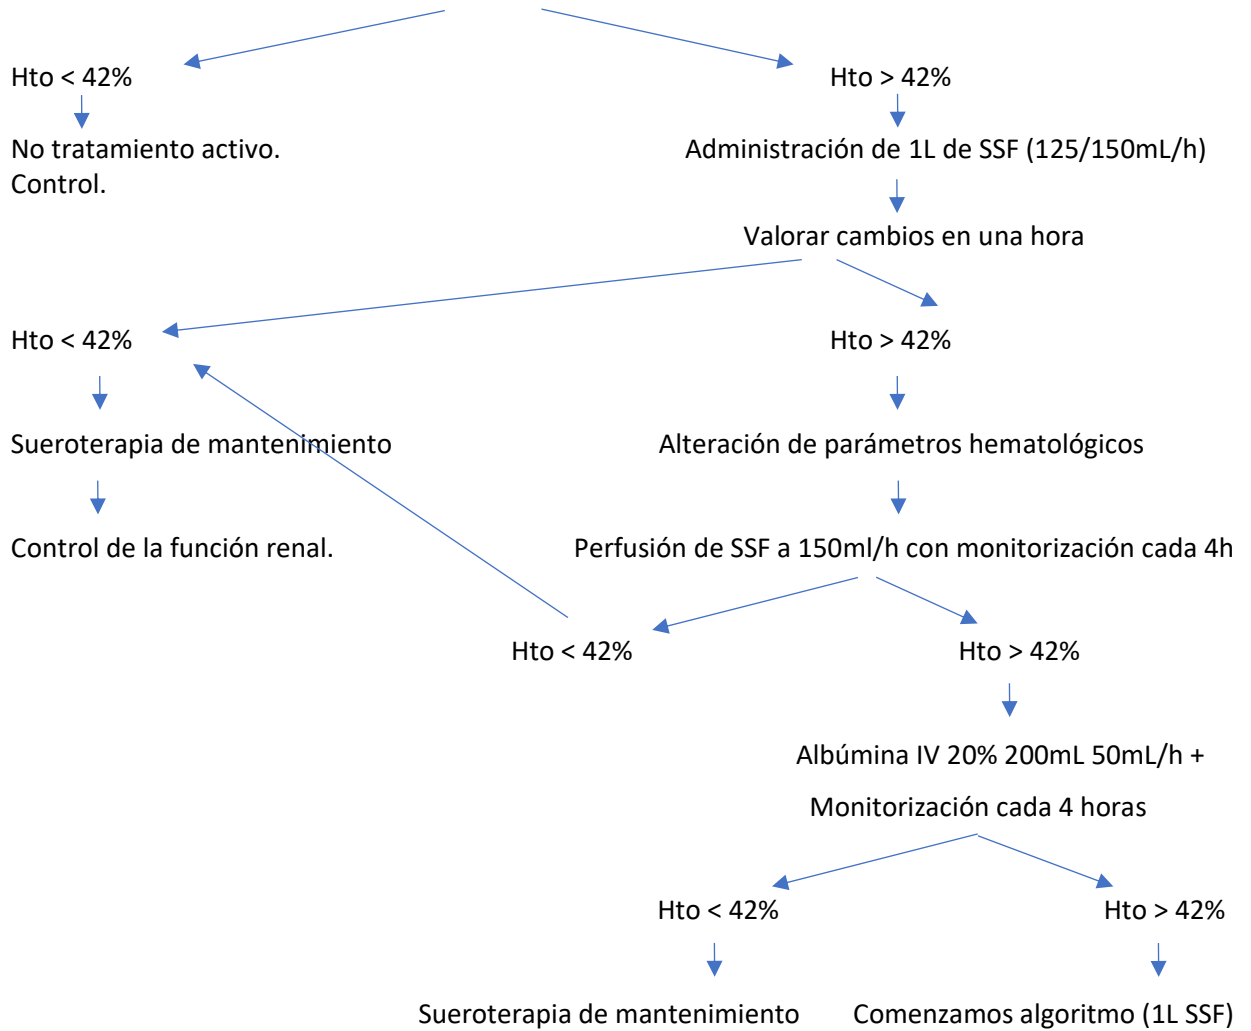 Hto < 42%
Hto > 42%
No tratamiento activo.
Control.
Administración de 1L de SSF (125/150mL/h)
Valorar cambios en una hora
Hto < 42%
Hto > 42%
Sueroterapia de mantenimiento
Alteración de parámetros hematológicos
Control de la función renal.
Perfusión de SSF a 150ml/h con monitorización cada 4h
Hto < 42%
Hto > 42%
Albúmina IV 20% 200mL 50mL/h +
Monitorización cada 4 horas
Hto < 42%
Hto > 42%
Sueroterapia de mantenimiento
Comenzamos algoritmo (1L SSF)